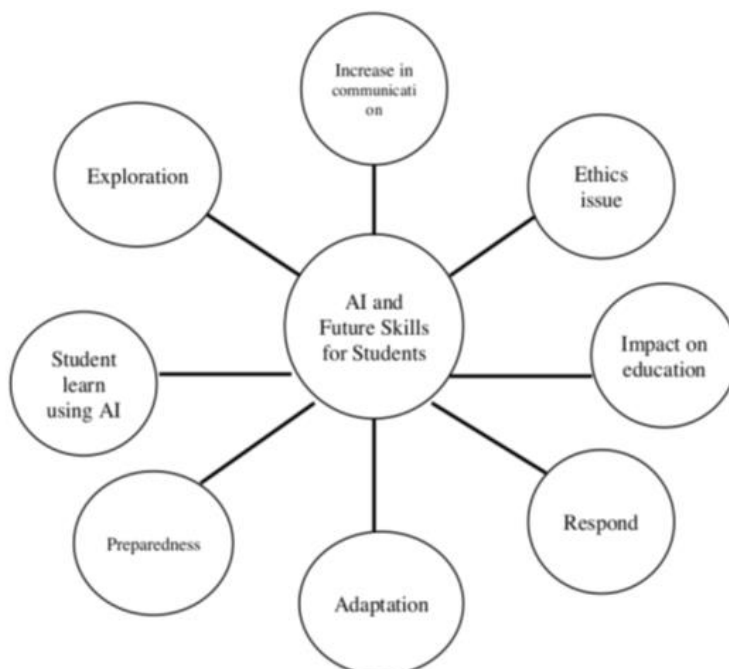 Increase in
communicati
on
Exploration
Ethics
issue
AI and
Future Skills
for Students
Impact on
education
Student
learn
using AI
Respond
Preparedness
Adaptation